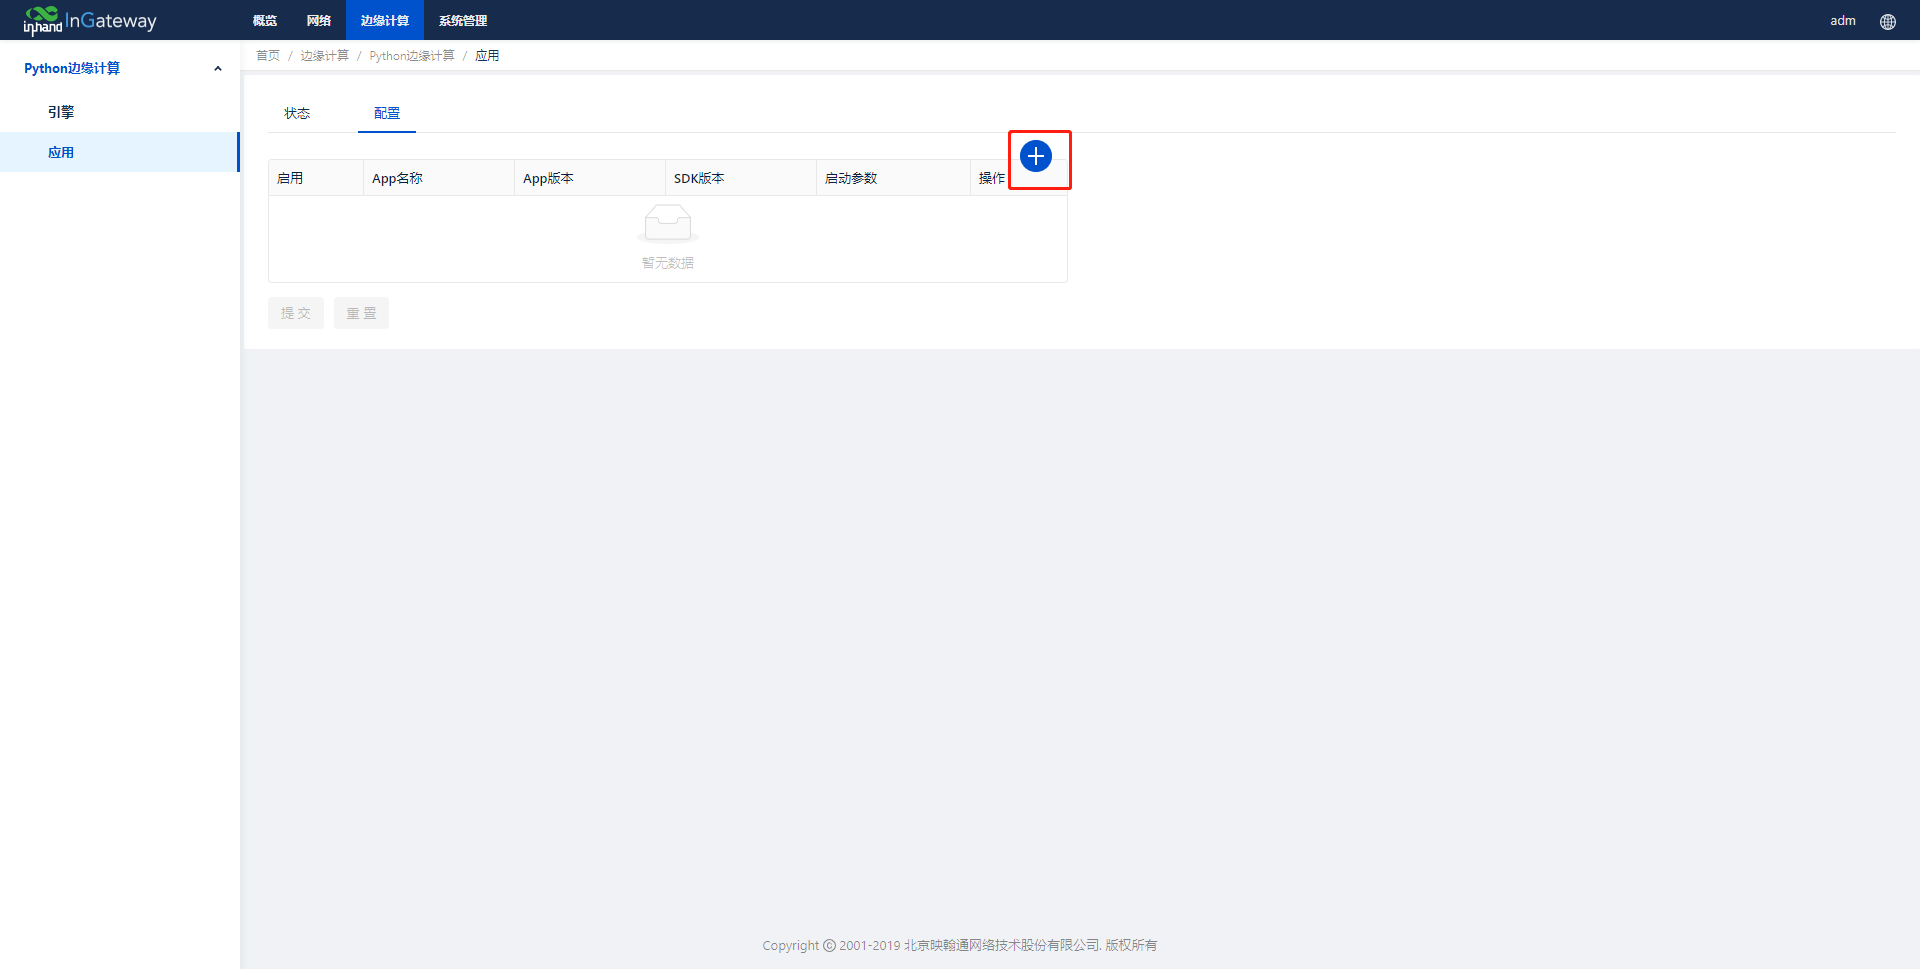 inhand InGateway
概览 网络 边缘计算 系统管理
adm
Python边缘计算
引擎
应用
首页 / 边缘计算 / Python边缘计算 / 应用
状态 配置
启用 App名称 App版本 SDK版本 启动参数 操作
暂无数据
提 交 重 置
Copyright © 2001-2019 北京映翰通网络技术股份有限公司. 版权所有